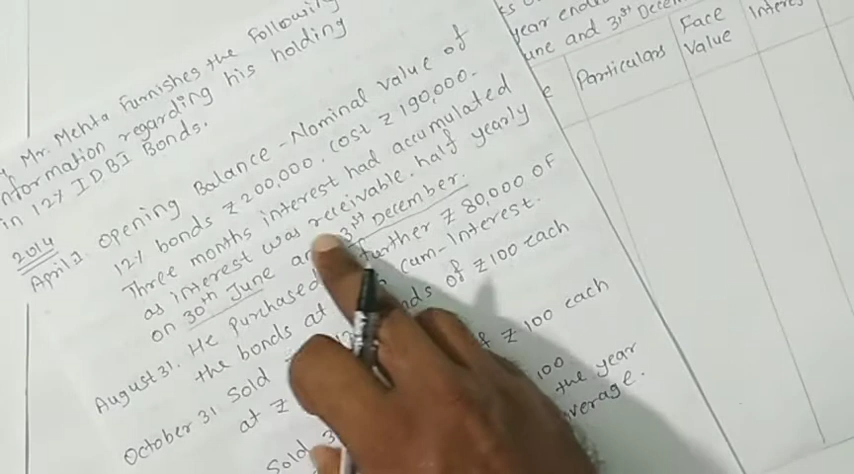 Mr. Mehta Furnishes the Following
Information regarding his holding
in 12% IDBI Bonds.
2014
April 1. Opening Balance - Nominal value of
12% bonds ₹ 200,000. Cost ₹ 190,000.
Three months interest had accumulated
as interest was receivable half yearly
on 30th June 31st December.
August 31. He purchased further ₹ 80,000 OF
the bonds at cum-Interest.
October 31 Sold of ₹ 100 each
at ₹ ₹ 100 each
Sold 100
the year
year ende
une and 31st Dece
Particulars
Face
Value